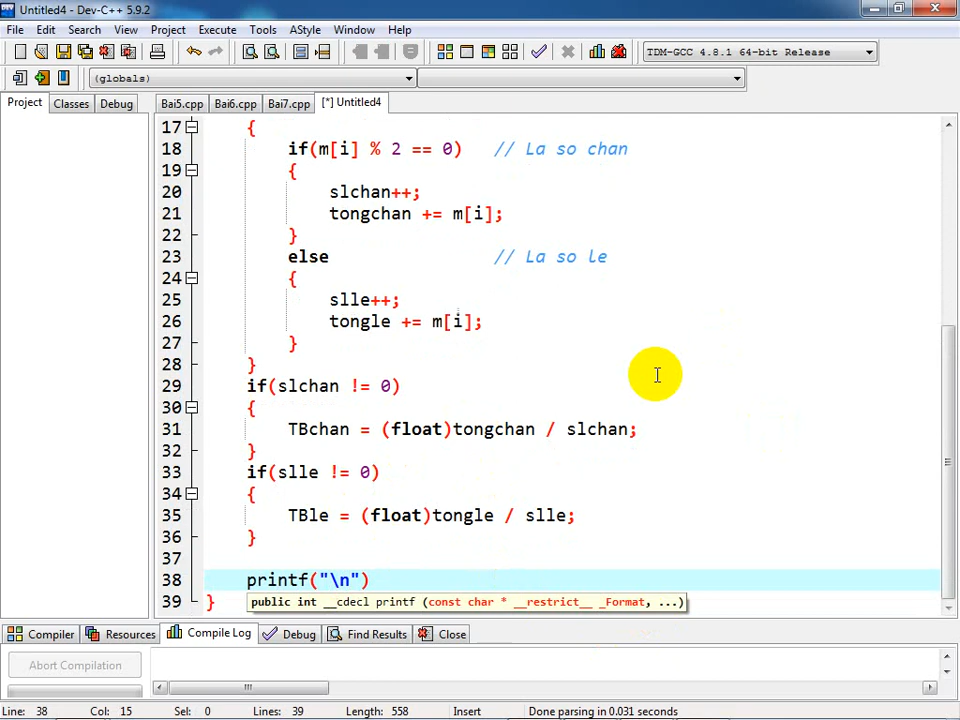 Untitled4 - Dev-C++ 5.9.2
File Edit Search View Project Execute Tools AStyle Window Help
TDM-GCC 4.8.1 64-bit Release
(globals)
Project Classes Debug Bai5.cpp Bai6.cpp Bai7.cpp [*] Untitled4
17 {
18 if(m[i] % 2 == 0) // La so chan
19 {
20 slchan++;
21 tongchan += m[i];
22 }
23 else // La so le
24 {
25 slle++;
26 tongle += m[i];
27 }
28 }
29 if(slchan != 0)
30 {
31 TBchan = (float)tongchan / slchan;
32 }
33 if(slle != 0)
34 {
35 TBle = (float)tongle / slle;
36 }
37
38 printf("\n")
39 }
public int __cdecl printf (const char * __restrict__ _Format, ...)
Compiler Resources Compile Log Debug Find Results Close
Abort Compilation
Line: 38 Col: 15 Sel: 0 Lines: 39 Length: 558 Insert Done parsing in 0.031 seconds